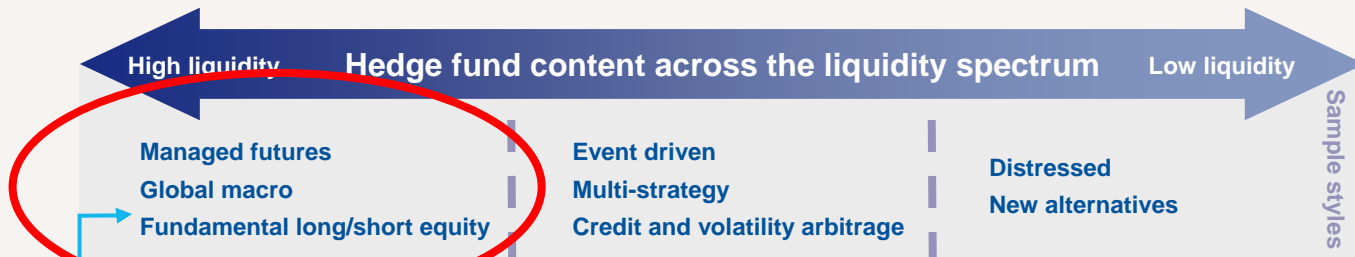 High liquidity
Hedge fund content across the liquidity spectrum
Low liquidity
Managed futures
Global macro
Fundamental long/short equity
Event driven
Multi-strategy
Credit and volatility arbitrage
Distressed
New alternatives
Sample styles